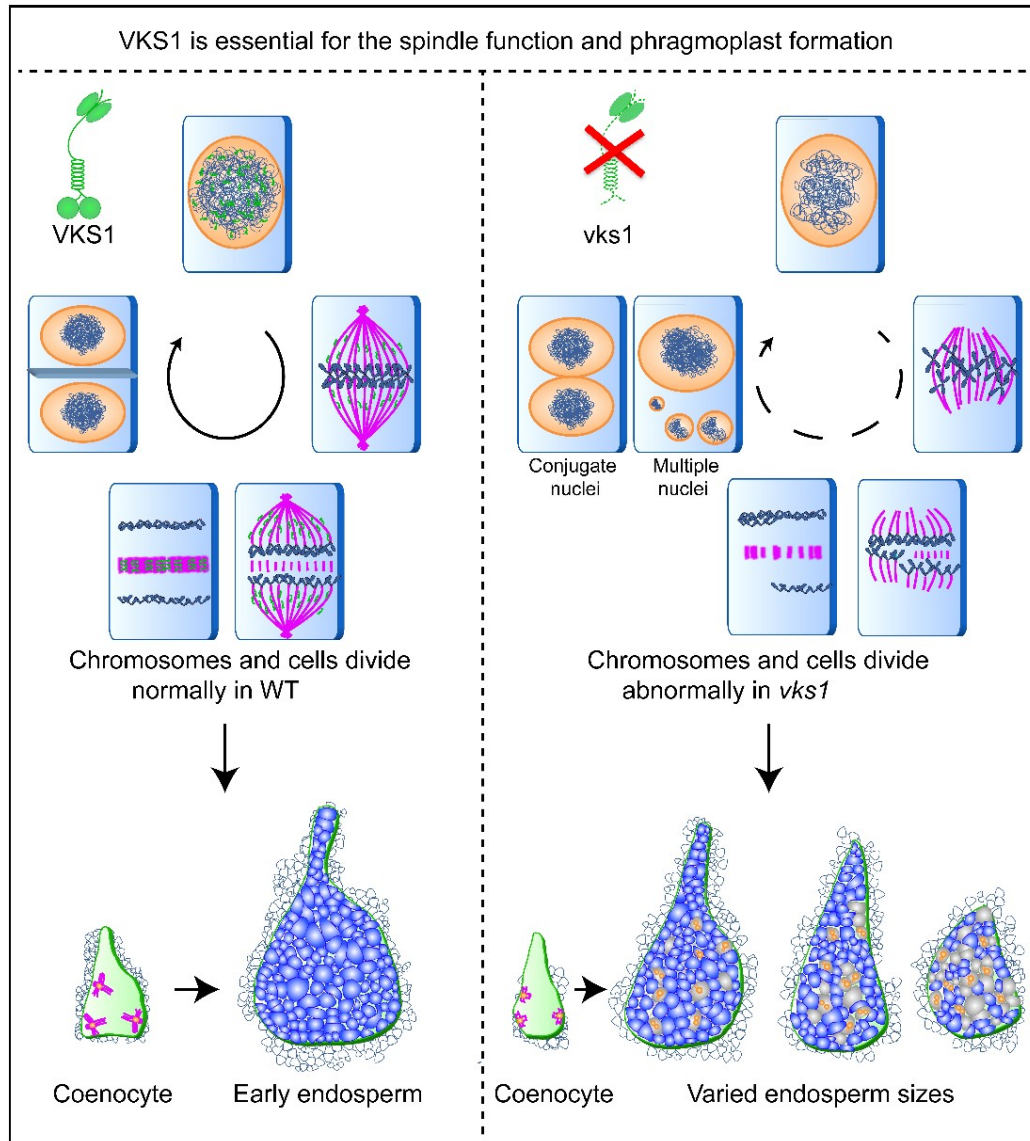 VKS1 is essential for the spindle function and phragmoplast formation
VKS1
Chromosomes and cells divide
normally in WT
Coenocyte
Early endosperm
vks1
Conjugate
nuclei
Multiple
nuclei
Chromosomes and cells divide
abnormally in vks1
Coenocyte
Varied endosperm sizes